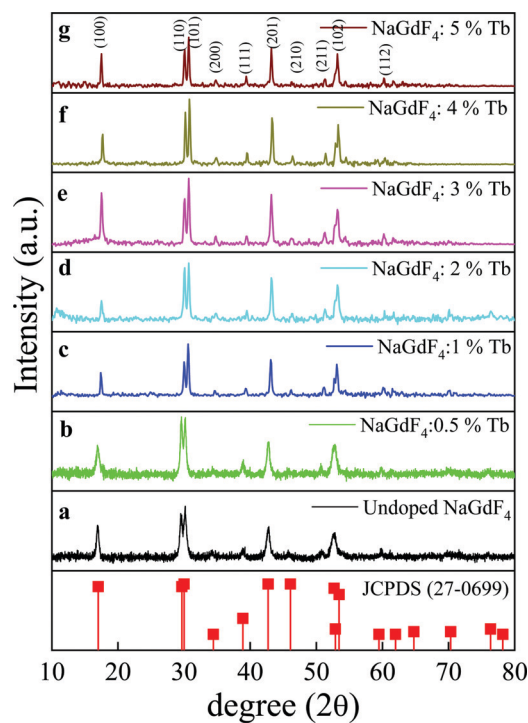 g
NaGdF₄: 5 % Tb
(100)
(110)
(101)
(200)
(111)
(201)
(210)
(211)
(102)
(112)
f
NaGdF₄: 4 % Tb
e
NaGdF₄: 3 % Tb
d
NaGdF₄: 2 % Tb
c
NaGdF₄:1 % Tb
b
NaGdF₄:0.5 % Tb
a
Undoped NaGdF₄
JCPDS (27-0699)
Intensity (a.u.)
10 20 30 40 50 60 70 80
degree (2θ)